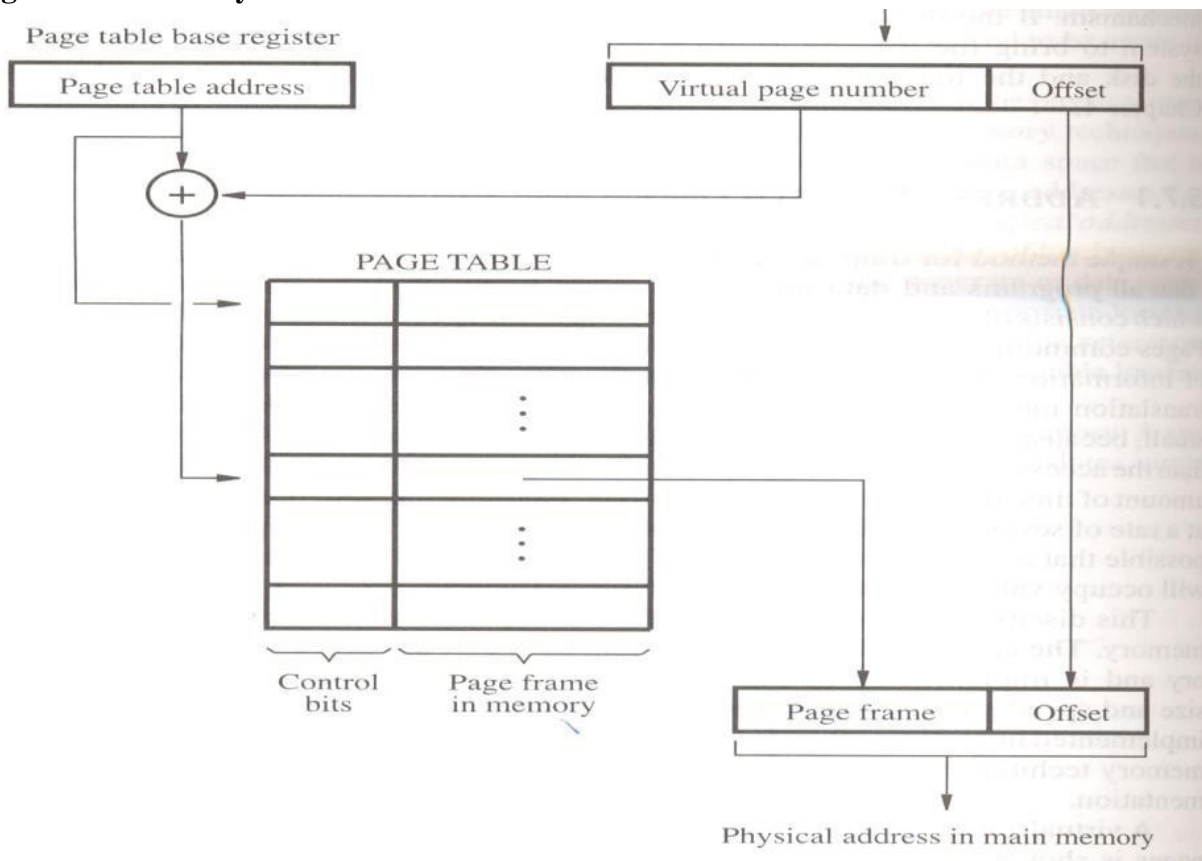 Page table base register
Page table address
Virtual page number
Offset
+
PAGE TABLE
Control
bits
Page frame
in memory
Page frame
Offset
Physical address in main memory